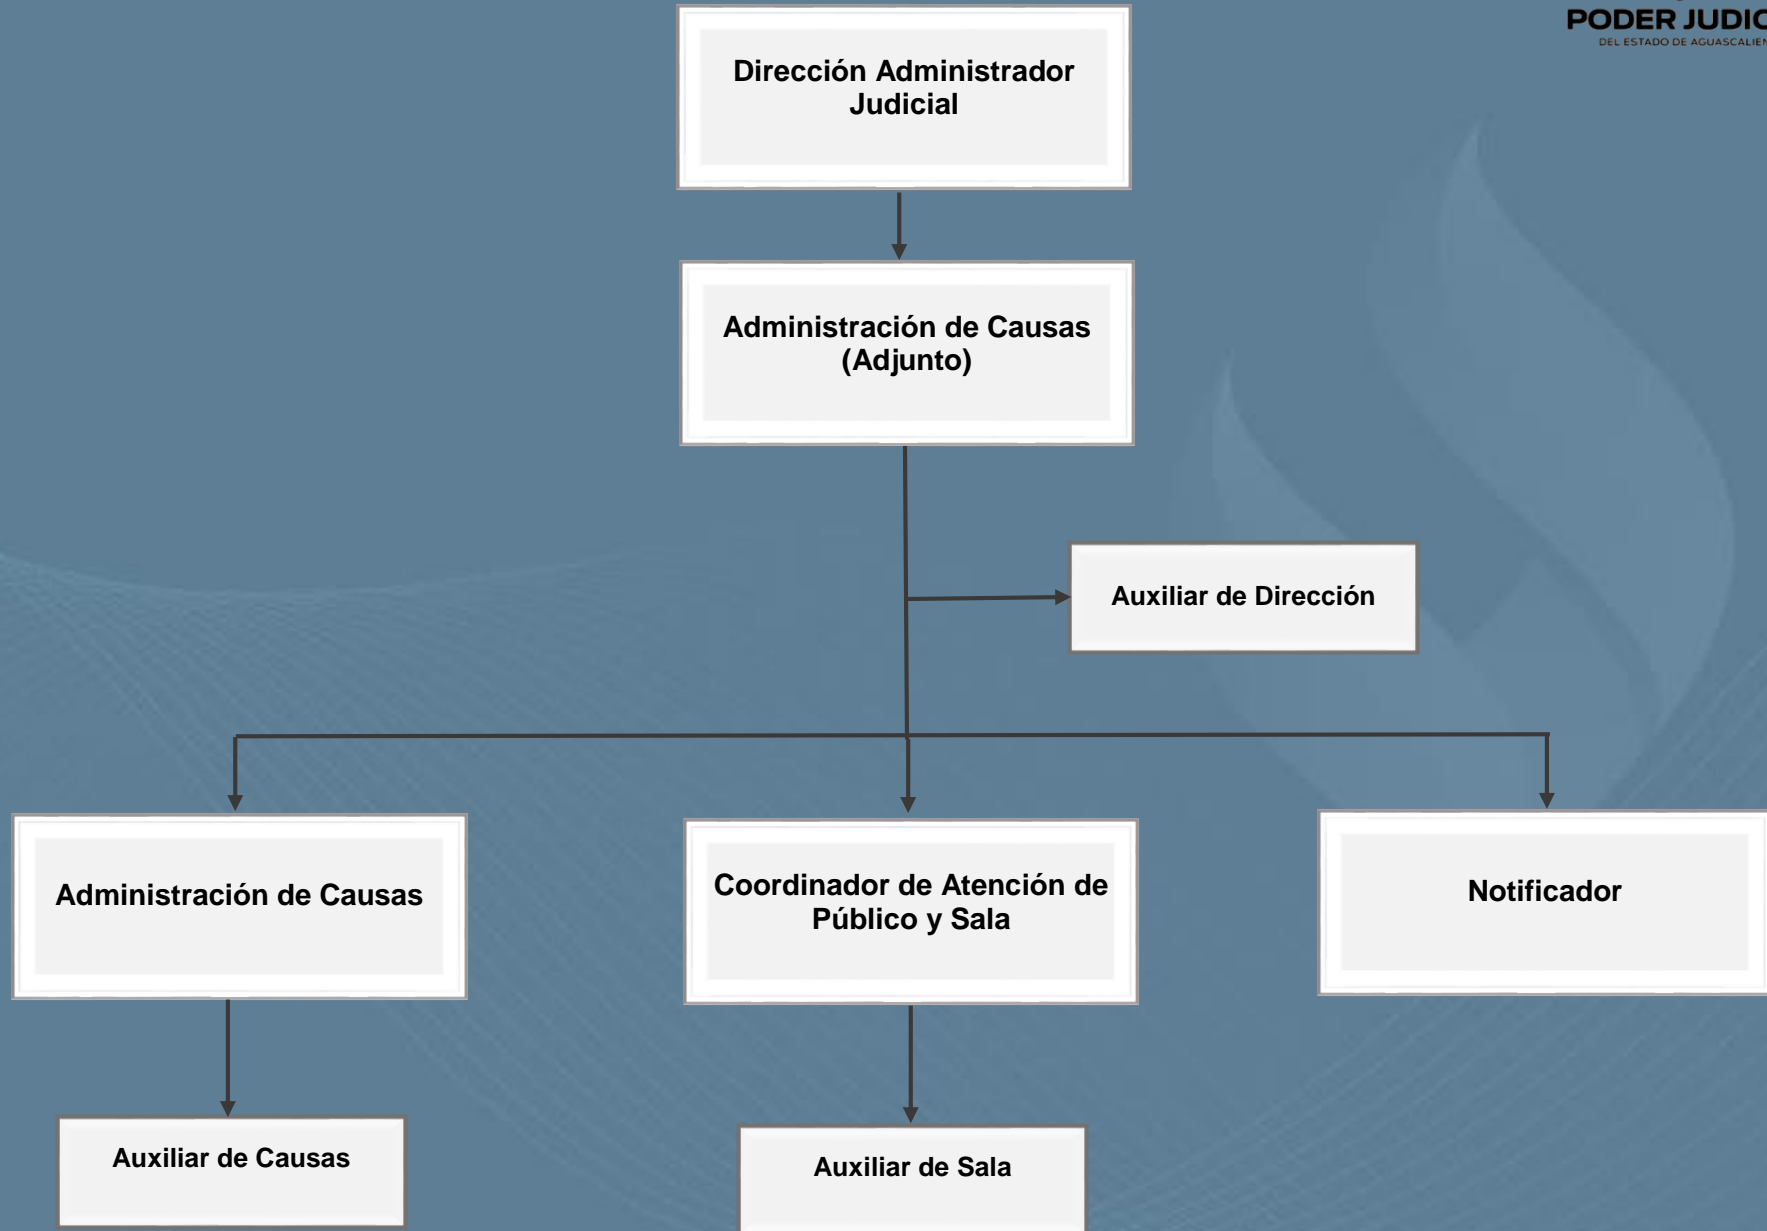 PODER JUDIC
DEL ESTADO DE AGUASCALIEN
Dirección Administrador
Judicial
Administración de Causas
(Adjunto)
Auxiliar de Dirección
Administración de Causas
Coordinador de Atención de
Público y Sala
Notificador
Auxiliar de Causas
Auxiliar de Sala